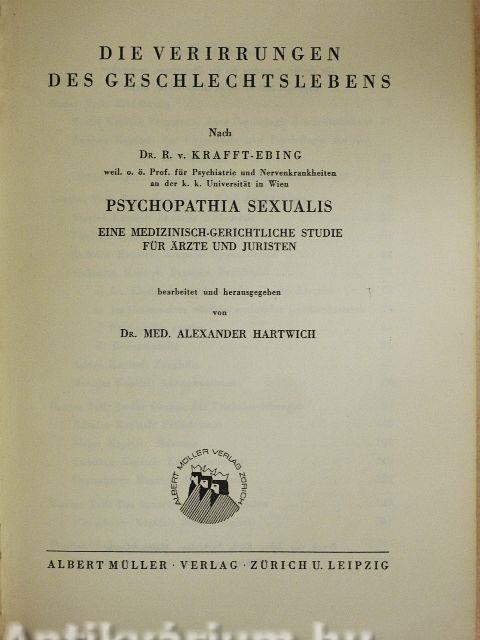 DIE VERIRRUNGEN
DES GESCHLECHTSLEBENS
Nach
DR. R. v. KRAFFT-EBING
weil. o. ö. Prof. für Psychiatrie und Nervenkrankheiten
an der k. k. Universität in Wien
PSYCHOPATHIA SEXUALIS
EINE MEDIZINISCH-GERICHTLICHE STUDIE
FÜR ÄRZTE UND JURISTEN
bearbeitet und herausgegeben
von
DR. MED. ALEXANDER HARTWICH
ALBERT MÜLLER VERLAG ZÜRICH
ALBERT MÜLLER · VERLAG · ZÜRICH U. LEIPZIG
Antikvárium.hu